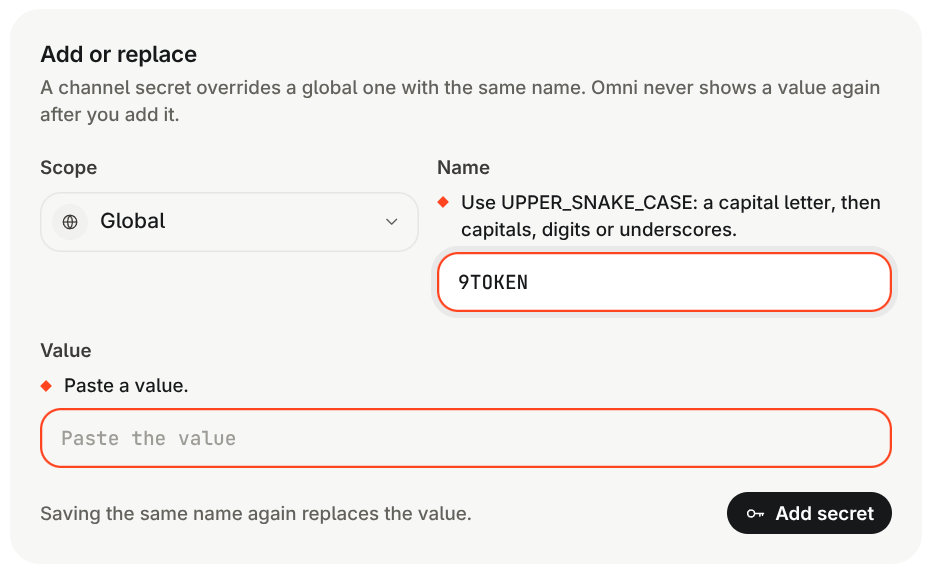 Add or replace
A channel secret overrides a global one with the same name. Omni never shows a value again
after you add it.
Scope
Global
Name
Use UPPER_SNAKE_CASE: a capital letter, then
capitals, digits or underscores.
9TOKEN
Value
Paste a value.
Paste the value
Saving the same name again replaces the value.
Add secret